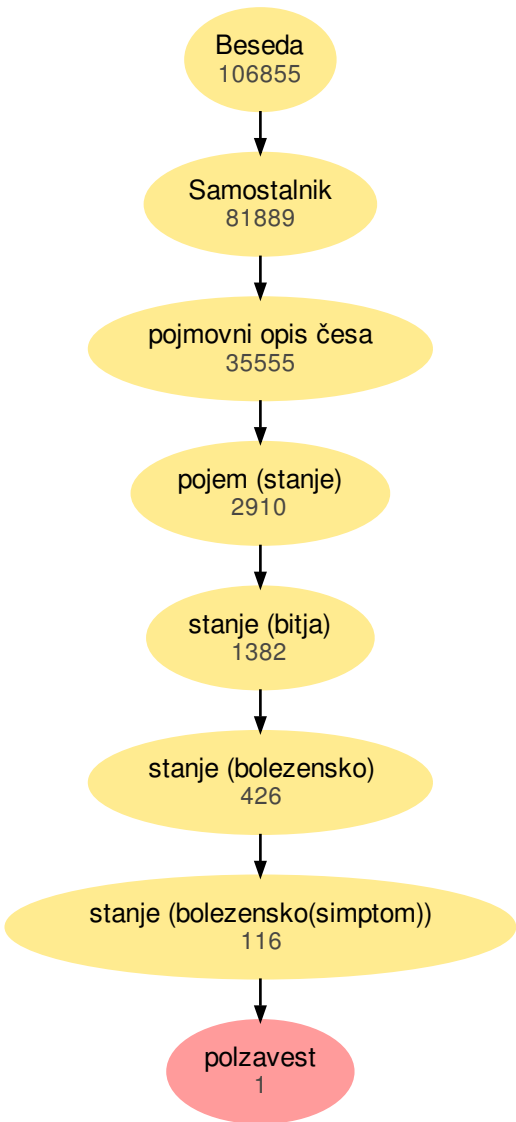 Beseda
106855
Samostalnik
81889
pojmovni opis česa
35555
pojem (stanje)
2910
stanje (bitja)
1382
stanje (bolezensko)
426
stanje (bolezensko(simptom))
116
polzavest
1